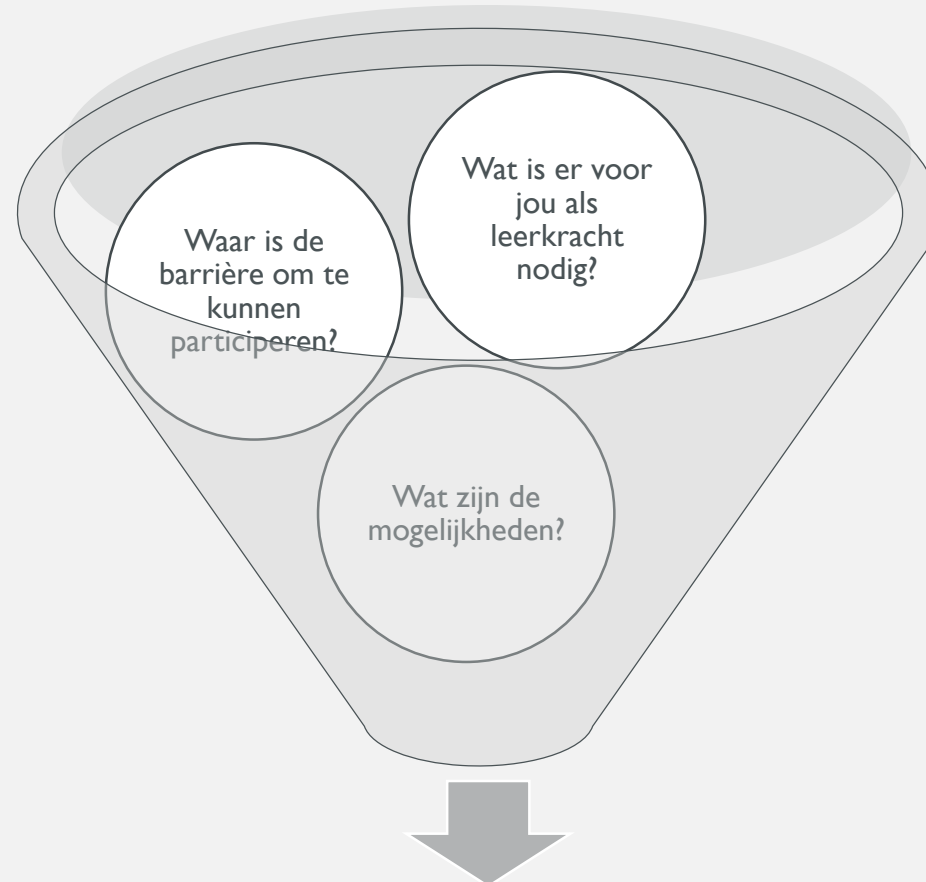 Waar is de
barrière om te
kunnen
participeren?
Wat is er voor
jou als
leerkracht
nodig?
Wat zijn de
mogelijkheden?